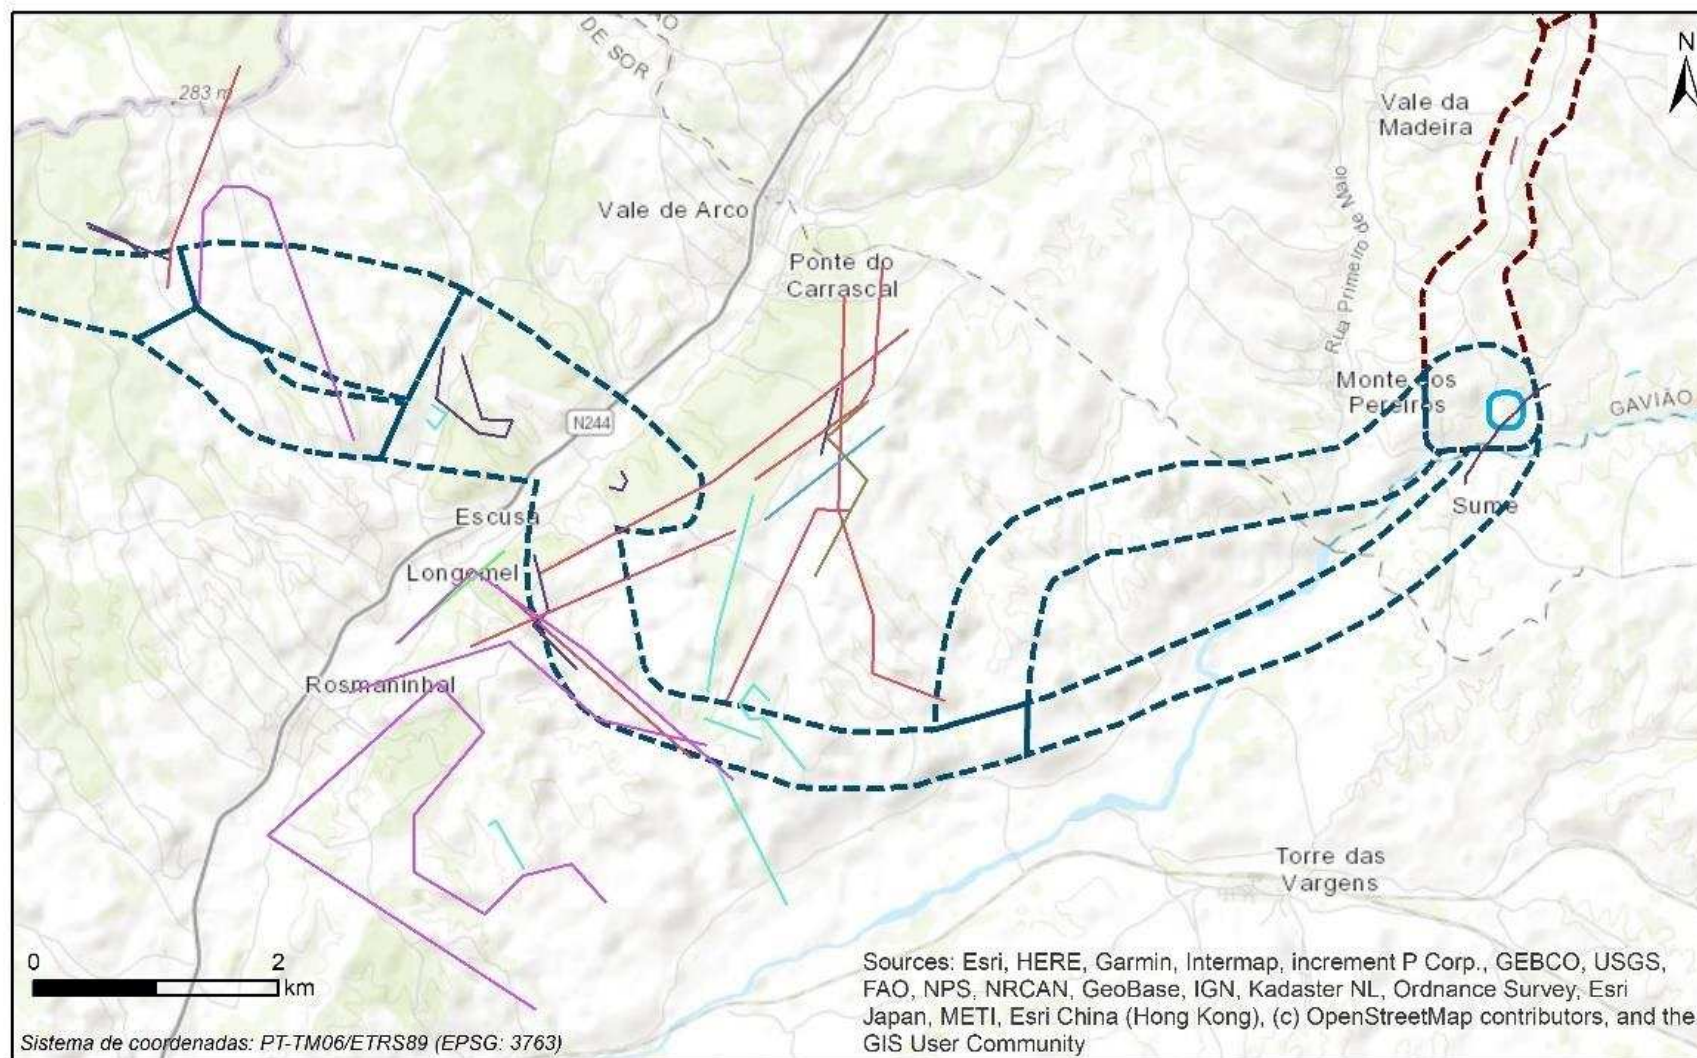 ÃO
DE SOR
N
283 m
Vale da
Madeira
Rua Primeiro de Maio
Vale de Arco
Ponte do
Carrascal
Monte dos
Pereiros
GAVIÃO
N244
Escusa
Sume
Longomel
Rosmaninhal
Torre das
Vargens
0 2
km
Sources: Esri, HERE, Garmin, Intermap, increment P Corp., GEBCO, USGS,
FAO, NPS, NRCAN, GeoBase, IGN, Kadaster NL, Ordnance Survey, Esri
Japan, METI, Esri China (Hong Kong), (c) OpenStreetMap contributors, and the
GIS User Community
Sistema de coordenadas: PT-TM06/ETRS89 (EPSG: 3763)